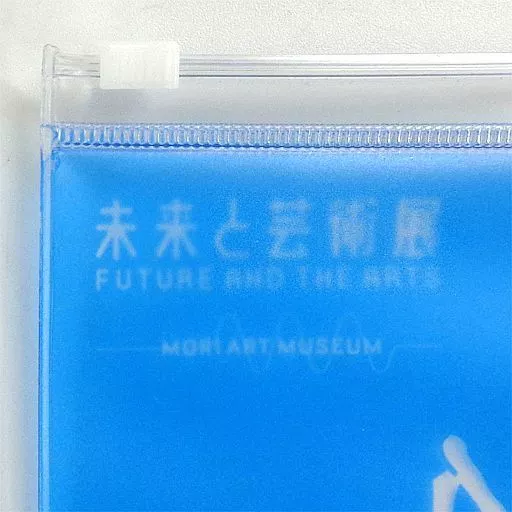 未来と芸術展
FUTURE AND THE ARTS
MORI ART MUSEUM